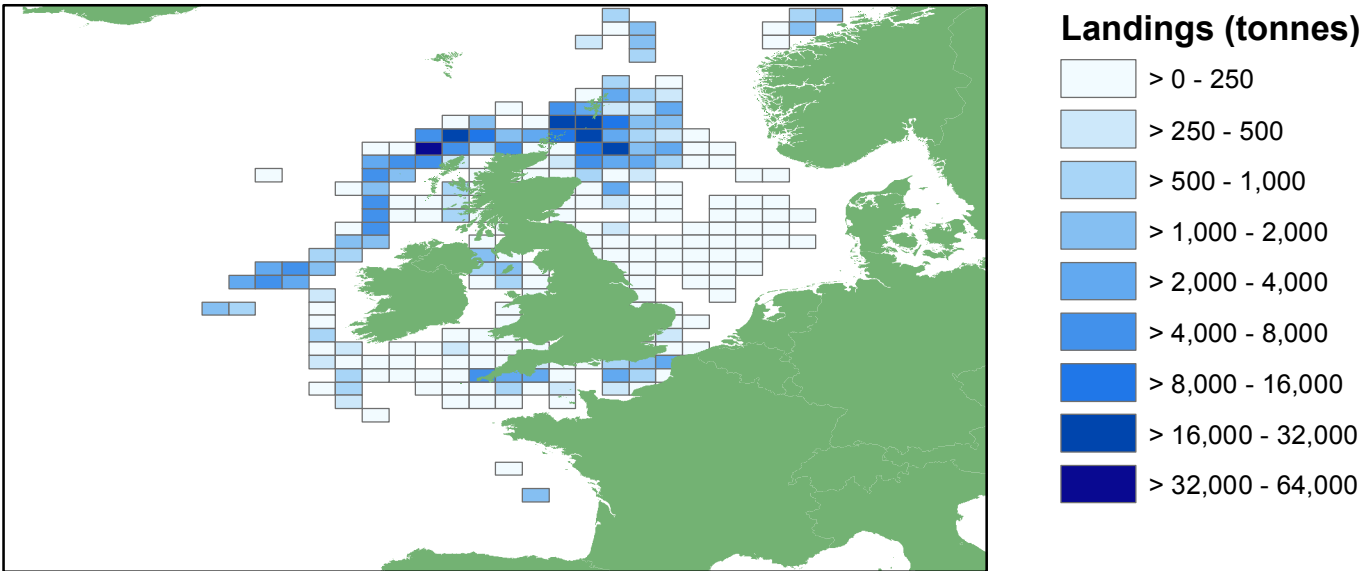 Landings (tonnes)
> 0 - 250
> 250 - 500
> 500 - 1,000
> 1,000 - 2,000
> 2,000 - 4,000
> 4,000 - 8,000
> 8,000 - 16,000
> 16,000 - 32,000
> 32,000 - 64,000